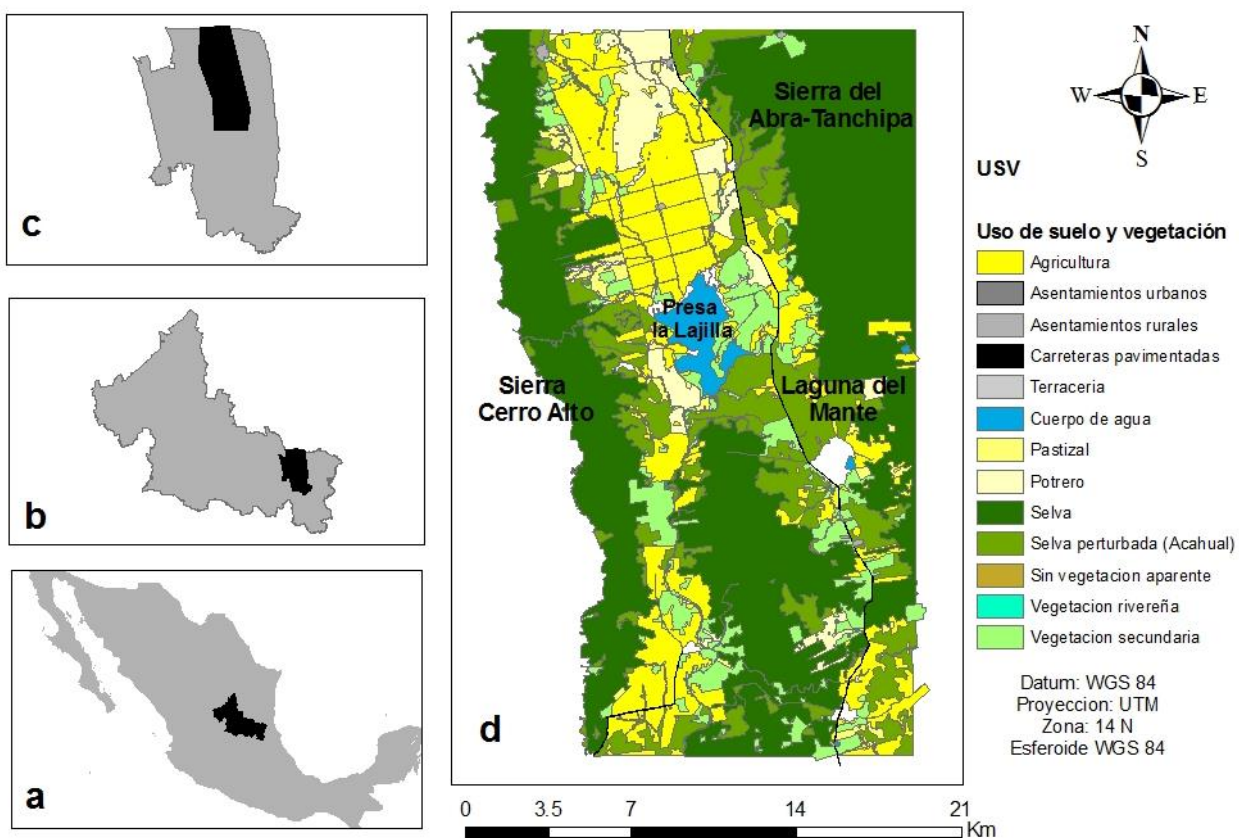 c
b
a
Sierra del
Abra-Tanchipa
Presa
la Lajilla
Sierra
Cerro Alto
Laguna del
Mante
d
0 3.5 7 14 21
Km
N
W E
S
USV
Uso de suelo y vegetación
Agricultura
Asentamientos urbanos
Asentamientos rurales
Carreteras pavimentadas
Terraceria
Cuerpo de agua
Pastizal
Potrero
Selva
Selva perturbada (Acahual)
Sin vegetacion aparente
Vegetacion rivereña
Vegetacion secundaria
Datum: WGS 84
Proyeccion: UTM
Zona: 14 N
Esferoide WGS 84